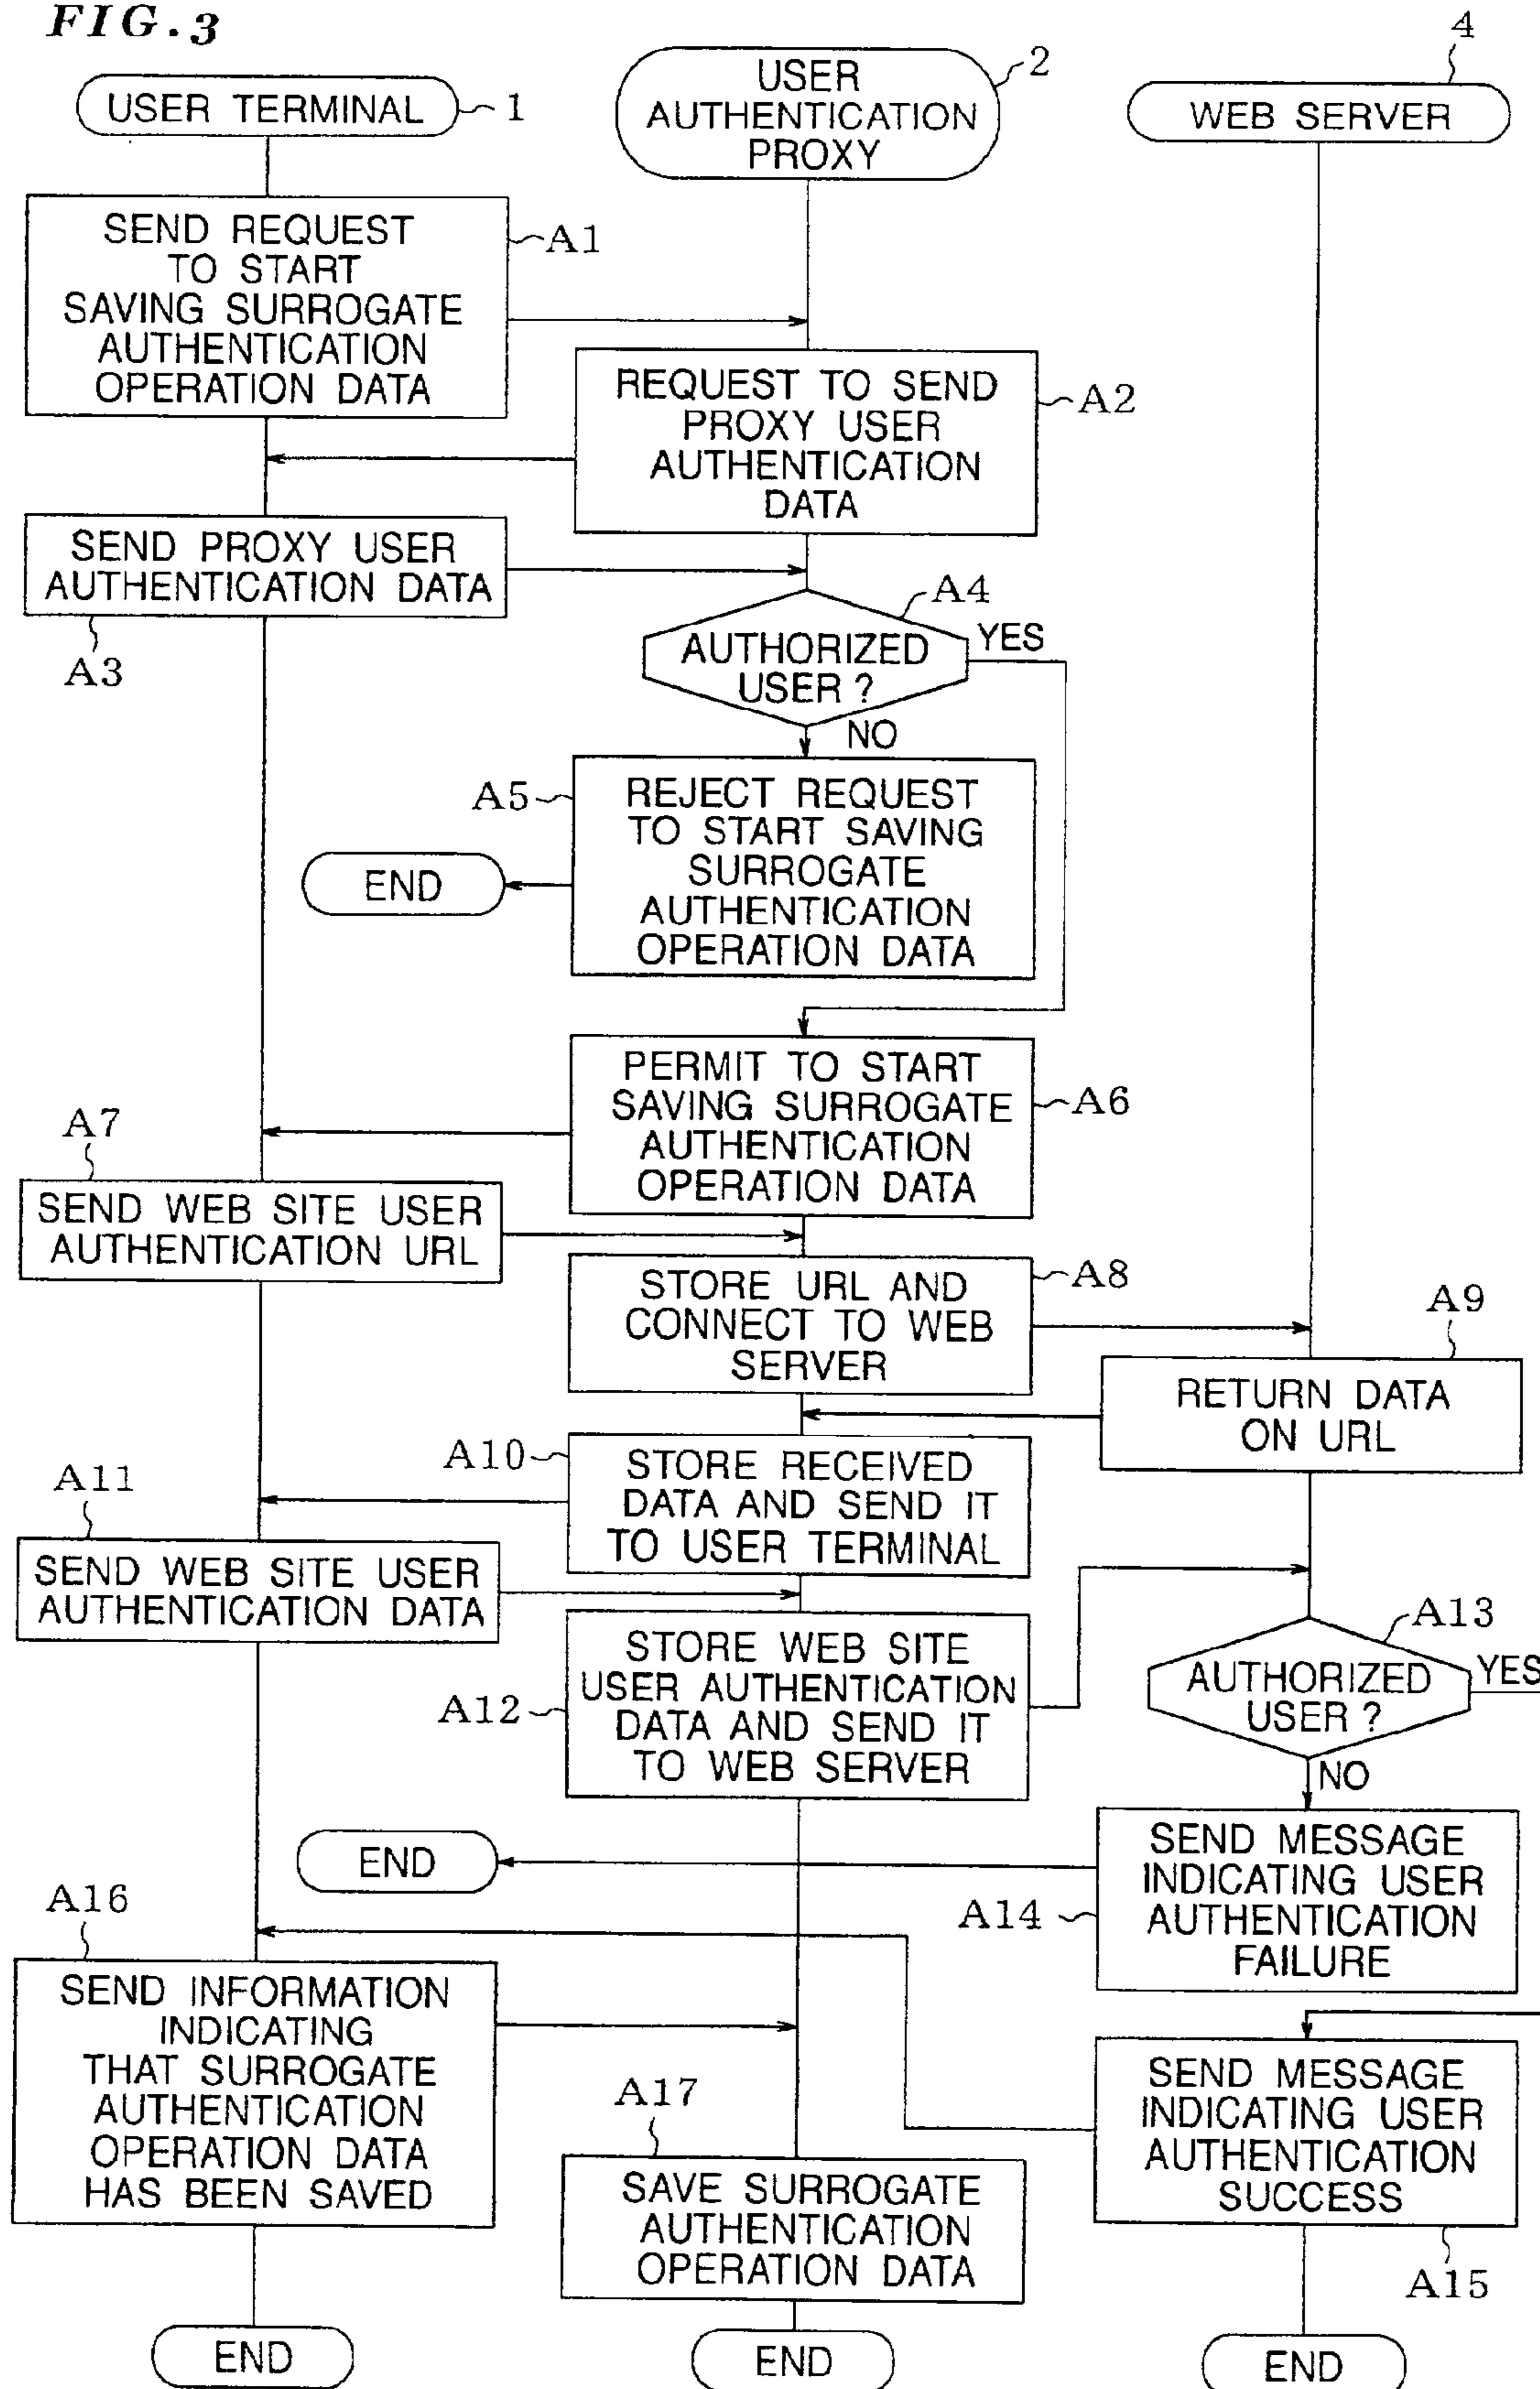 FIG.3
USER TERMINAL
1
USER
AUTHENTICATION
PROXY
2
WEB SERVER
4
SEND REQUEST
TO START
SAVING SURROGATE
AUTHENTICATION
OPERATION DATA
A1
REQUEST TO SEND
PROXY USER
AUTHENTICATION
DATA
A2
SEND PROXY USER
AUTHENTICATION DATA
A3
A4
AUTHORIZED
USER ?
YES
NO
A5
REJECT REQUEST
TO START SAVING
SURROGATE
AUTHENTICATION
OPERATION DATA
END
PERMIT TO START
SAVING SURROGATE
AUTHENTICATION
OPERATION DATA
A6
A7
SEND WEB SITE USER
AUTHENTICATION URL
STORE URL AND
CONNECT TO WEB
SERVER
A8
A9
RETURN DATA
ON URL
A10
STORE RECEIVED
DATA AND SEND IT
TO USER TERMINAL
A11
SEND WEB SITE USER
AUTHENTICATION DATA
A12
STORE WEB SITE
USER AUTHENTICATION
DATA AND SEND IT
TO WEB SERVER
A13
AUTHORIZED
USER ?
YES
NO
END
A14
SEND MESSAGE
INDICATING USER
AUTHENTICATION
FAILURE
A16
SEND INFORMATION
INDICATING
THAT SURROGATE
AUTHENTICATION
OPERATION DATA
HAS BEEN SAVED
A17
SAVE SURROGATE
AUTHENTICATION
OPERATION DATA
SEND MESSAGE
INDICATING USER
AUTHENTICATION
SUCCESS
A15
END
END
END